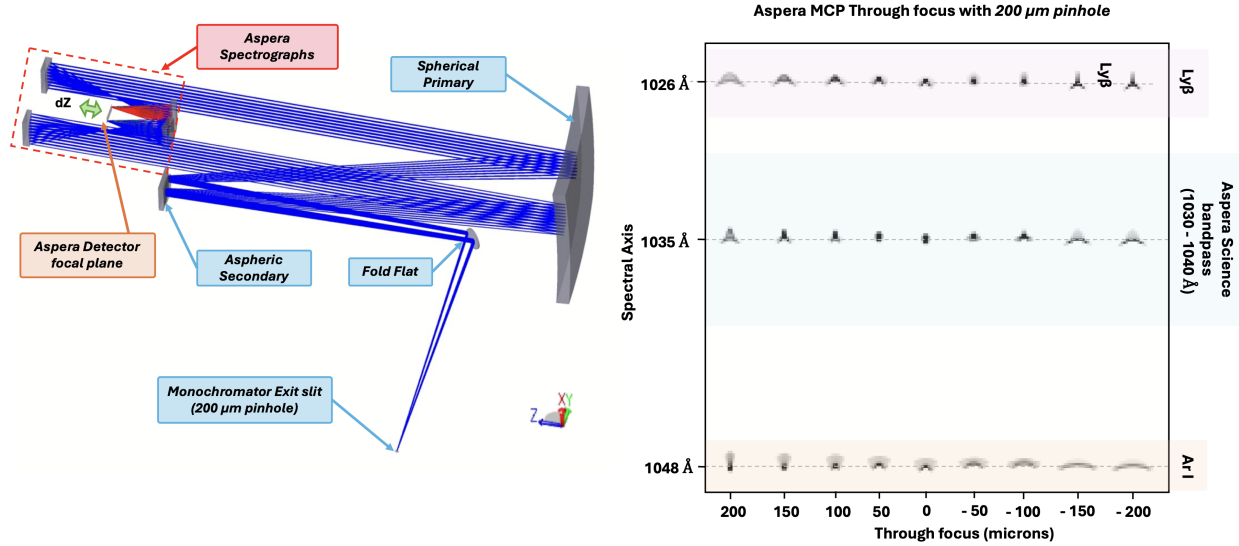 Aspera
Spectrographs
Spherical
Primary
dZ
Aspera Detector
focal plane
Aspheric
Secondary
Fold Flat
Monochromator Exit slit
(200 µm pinhole)
X
Y
Z
Aspera MCP Through focus with 200 µm pinhole
Spectral Axis
1026 Å
Lyβ
Lyβ
1035 Å
Aspera Science
bandpass
(1030 - 1040 Å)
1048 Å
Ar I
200 150 100 50 0 - 50 - 100 - 150 - 200
Through focus (microns)